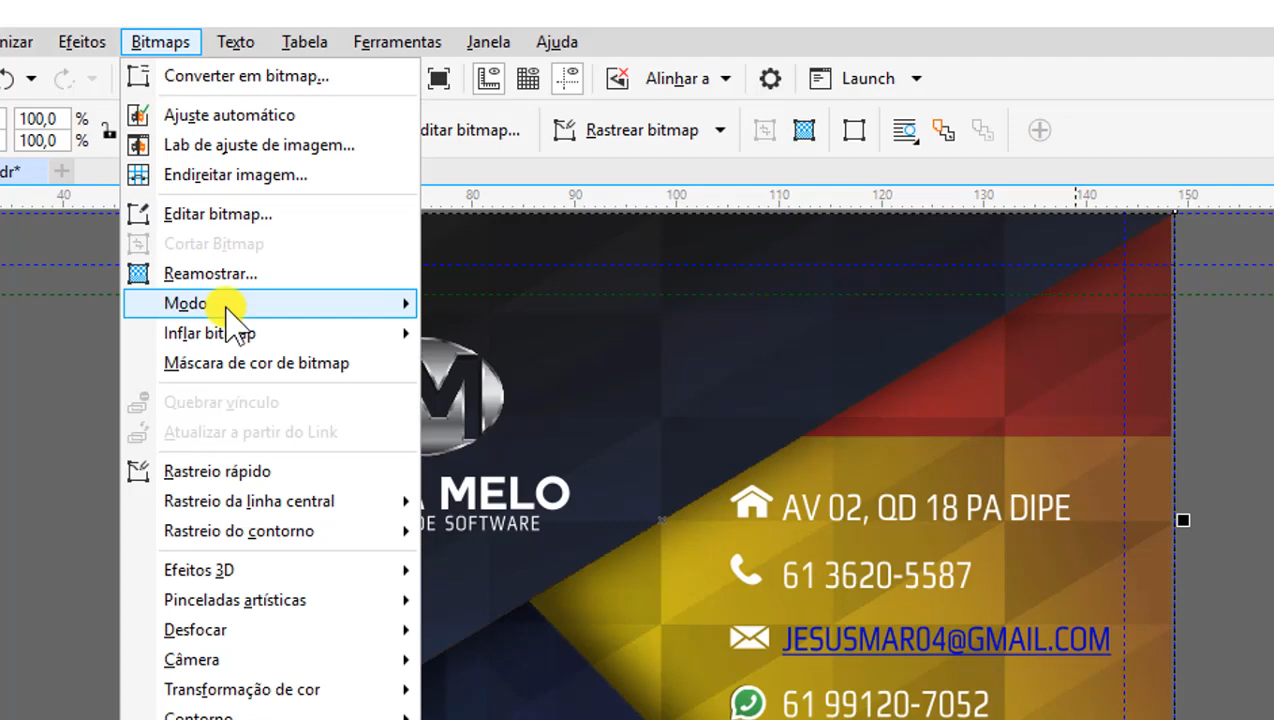 nizar Efeitos Bitmaps Texto Tabela Ferramentas Janela Ajuda
Converter em bitmap...
Alinhar a
Launch
100,0 %
100,0 %
Ajuste automático
Lab de ajuste de imagem...
Endireitar imagem...
ditar bitmap...
Rastrear bitmap
dr*
40 80 90 100 110 120 130 140 150
Editar bitmap...
Cortar Bitmap
Reamostrar...
Modo
Inflar bitmap
Máscara de cor de bitmap
Quebrar vínculo
Atualizar a partir do Link
Rastreio rápido
Rastreio da linha central
Rastreio do contorno
Efeitos 3D
Pinceladas artísticas
Desfocar
Câmera
Transformação de cor
Contorno
M
A MELO
DE SOFTWARE
AV 02, QD 18 PA DIPE
61 3620-5587
JESUSMAR04@GMAIL.COM
61 99120-7052